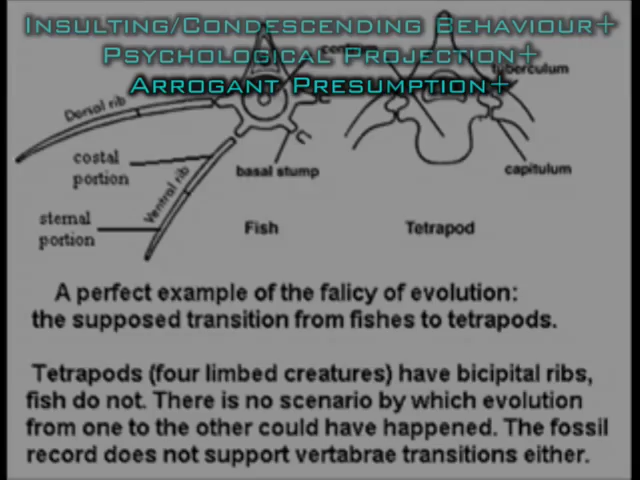 Insulting/Condescending Behaviour+
Psychological Projection+
Arrogant Presumption+
centrum
tuberculum
Dorsal rib
costal
portion
basal stump
capitulum
Ventral rib
sternal
portion
Fish
Tetrapod
A perfect example of the falicy of evolution:
the supposed transition from fishes to tetrapods.
Tetrapods (four limbed creatures) have bicipital ribs,
fish do not. There is no scenario by which evolution
from one to the other could have happened. The fossil
record does not support vertabrae transitions either.